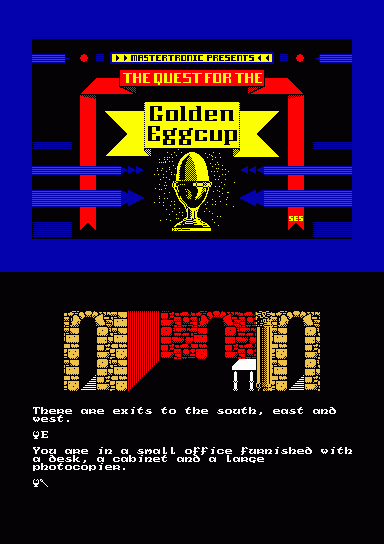 MASTERTRONIC PRESENTS
THE QUEST FOR THE
Golden
Eggcup
SES
There are exits to the south, east and
west.
E
You are in a small office furnished with
a desk, a cabinet and a large
photocopier.